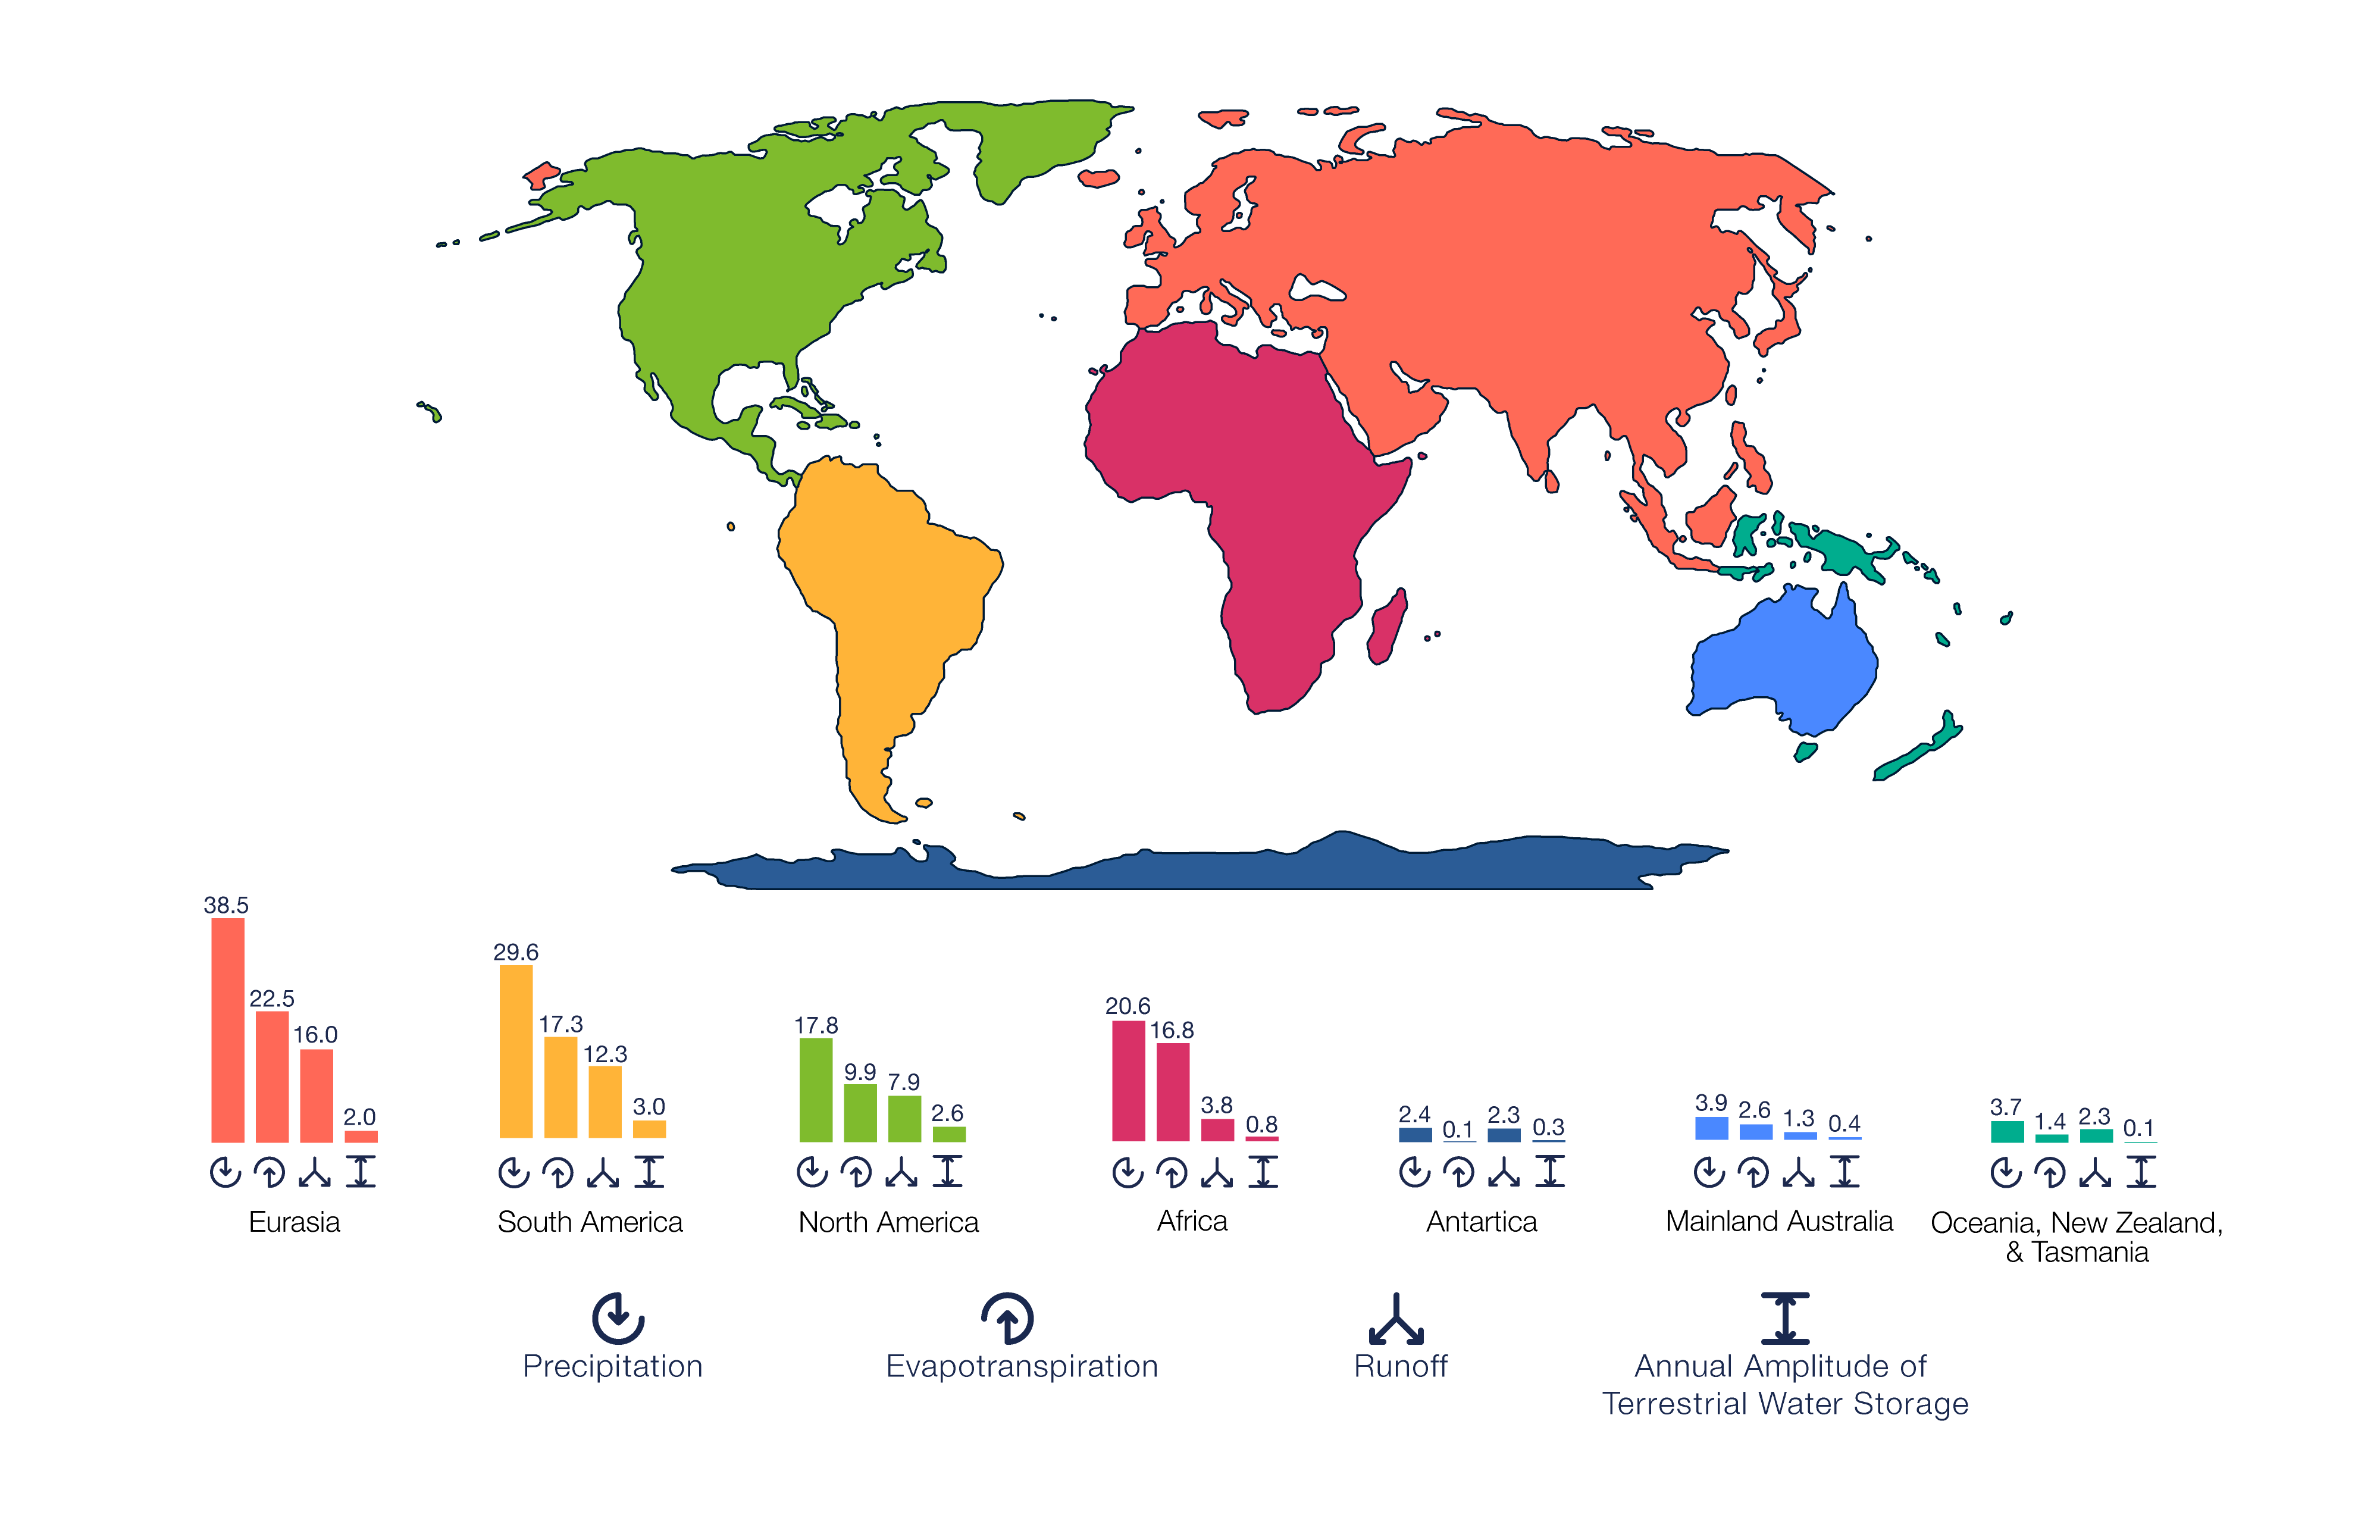 38.5
22.5
16.0
2.0
29.6
17.3
12.3
3.0
17.8
9.9
7.9
2.6
20.6
16.8
3.8
0.8
2.4
0.1
2.3
0.3
3.9
2.6
1.3
0.4
3.7
1.4
2.3
0.1
Eurasia
South America
North America
Africa
Antartica
Mainland Australia
Oceania, New Zealand,
& Tasmania
Precipitation
Evapotranspiration
Runoff
Annual Amplitude of
Terrestrial Water Storage